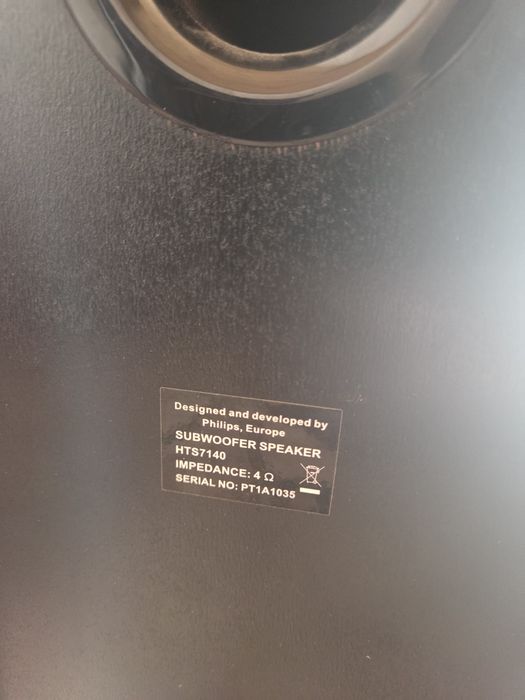 Designed and developed by
Philips, Europe
SUBWOOFER SPEAKER
HTS7140
IMPEDANCE: 4 Ω
SERIAL NO: PT1A1035